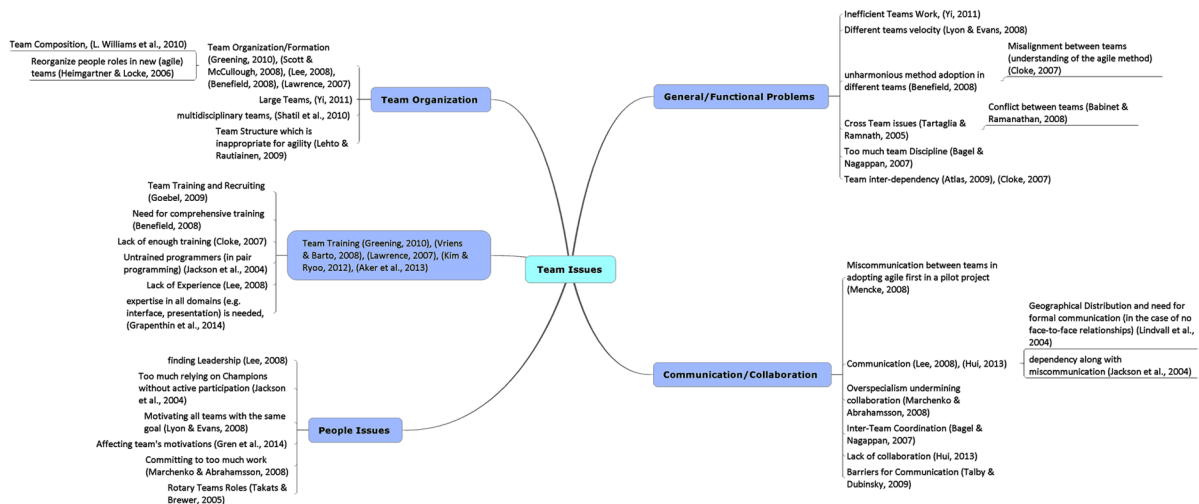 Team Issues
Team Organization
Team Composition, (L. Williams et al., 2010)
Reorganize people roles in new (agile)
teams (Heimgartner & Locke, 2006)
Team Organization/Formation
(Greening, 2010), (Scott &
McCullough, 2008), (Lee, 2008),
(Benefield, 2008), (Lawrence, 2007)
Large Teams, (Yi, 2011)
multidisciplinary teams, (Shatil et al., 2010)
Team Structure which is
inappropriate for agility (Lehto &
Rautiainen, 2009)
Team Training (Greening, 2010), (Vriens
& Barto, 2008), (Lawrence, 2007), (Kim &
Ryoo, 2012), (Aker et al., 2013)
Team Training and Recruiting
(Goebel, 2009)
Need for comprehensive training
(Benefield, 2008)
Lack of enough training (Cloke, 2007)
Untrained programmers (in pair
programming) (Jackson et al., 2004)
Lack of Experience (Lee, 2008)
expertise in all domains (e.g.
interface, presentation) is needed,
(Grapenthin et al., 2014)
People Issues
finding Leadership (Lee, 2008)
Too much relying on Champions
without active participation (Jackson
et al., 2004)
Motivating all teams with the same
goal (Lyon & Evans, 2008)
Affecting team's motivations (Gren et al., 2014)
Committing to too much work
(Marchenko & Abrahamsson, 2008)
Rotary Teams Roles (Takats &
Brewer, 2005)
General/Functional Problems
Inefficient Teams Work, (Yi, 2011)
Different teams velocity (Lyon & Evans, 2008)
unharmonious method adoption in
different teams (Benefield, 2008)
Misalignment between teams
(understanding of the agile method)
(Cloke, 2007)
Cross Team issues (Tartaglia &
Ramnath, 2005)
Conflict between teams (Babinet &
Ramanathan, 2008)
Too much team Discipline (Bagel &
Nagappan, 2007)
Team inter-dependency (Atlas, 2009), (Cloke, 2007)
Communication/Collaboration
Miscommunication between teams in
adopting agile first in a pilot project
(Mencke, 2008)
Communication (Lee, 2008), (Hui, 2013)
Geographical Distribution and need for
formal communication (in the case of no
face-to-face relationships) (Lindvall et al.,
2004)
dependency along with
miscommunication (Jackson et al., 2004)
Overspecialism undermining
collaboration (Marchenko &
Abrahamsson, 2008)
Inter-Team Coordination (Bagel &
Nagappan, 2007)
Lack of collaboration (Hui, 2013)
Barriers for Communication (Talby &
Dubinsky, 2009)